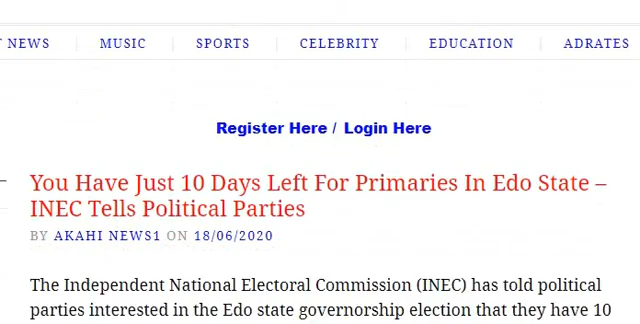 NEWS MUSIC SPORTS CELEBRITY EDUCATION ADRATES
Register Here / Login Here
You Have Just 10 Days Left For Primaries In Edo State –
INEC Tells Political Parties
BY AKAHI NEWS1 ON 18/06/2020
The Independent National Electoral Commission (INEC) has told political
parties interested in the Edo state governorship election that they have 10